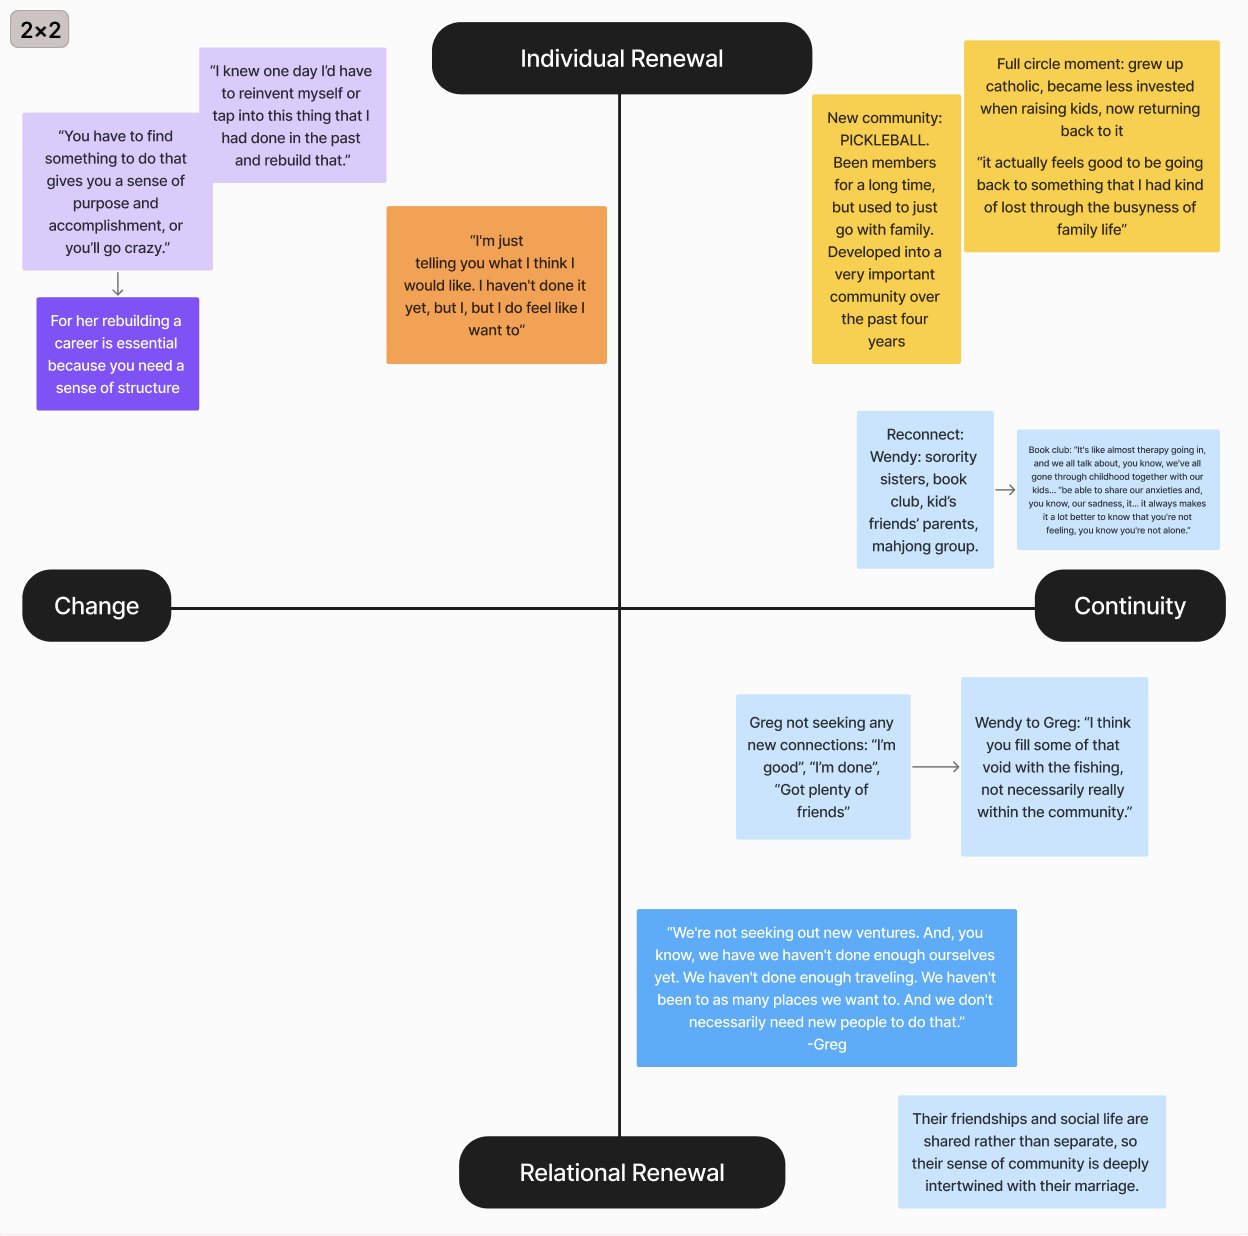 2×2
Individual Renewal
“I knew one day I’d have
to reinvent myself or
tap into this thing that I
had done in the past
and rebuild that.”
“You have to find
something to do that
gives you a sense of
purpose and
accomplishment, or
you’ll go crazy.”
For her rebuilding a
career is essential
because you need a
sense of structure
“I'm just
telling you what I think I
would like. I haven't done it
yet, but I, but I do feel like I
want to”
New community:
PICKLEBALL.
Been members
for a long time,
but used to just
go with family.
Developed into a
very important
community over
the past four
years
Full circle moment: grew up
catholic, became less invested
when raising kids, now returning
back to it
“it actually feels good to be going
back to something that I had kind
of lost through the busyness of
family life”
Reconnect:
Wendy: sorority
sisters, book
club, kid’s
friends’ parents,
mahjong group.
Book club: “It's like almost therapy going in,
and we all talk about, you know, we've all
gone through childhood together with our
kids... “be able to share our anxieties and,
you know, our sadness, it... it always makes
it a lot better to know that you're not
feeling, you know you're not alone.”
Change
Continuity
Greg not seeking any
new connections: “I’m
good”, “I’m done”,
“Got plenty of
friends”
Wendy to Greg: “I think
you fill some of that
void with the fishing,
not necessarily really
within the community.”
“We're not seeking out new ventures. And, you
know, we have we haven't done enough ourselves
yet. We haven't done enough traveling. We haven't
been to as many places we want to. And we don't
necessarily need new people to do that.”
-Greg
Their friendships and social life are
shared rather than separate, so
their sense of community is deeply
intertwined with their marriage.
Relational Renewal